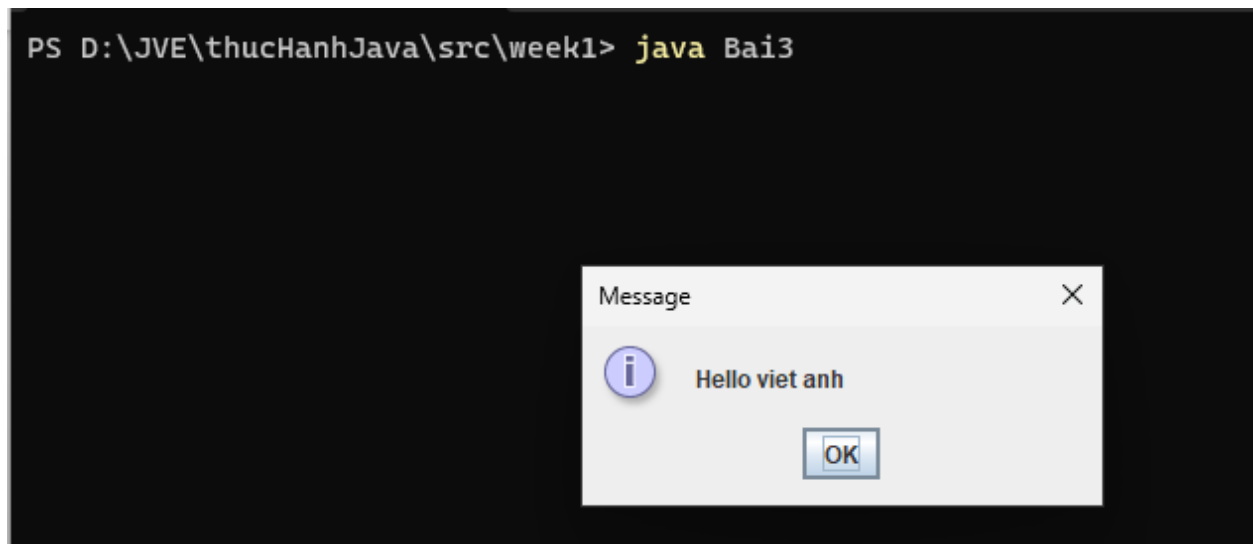 PS D:\JVE\thucHanhJava\src\week1> java Bai3
Message
Hello viet anh
OK